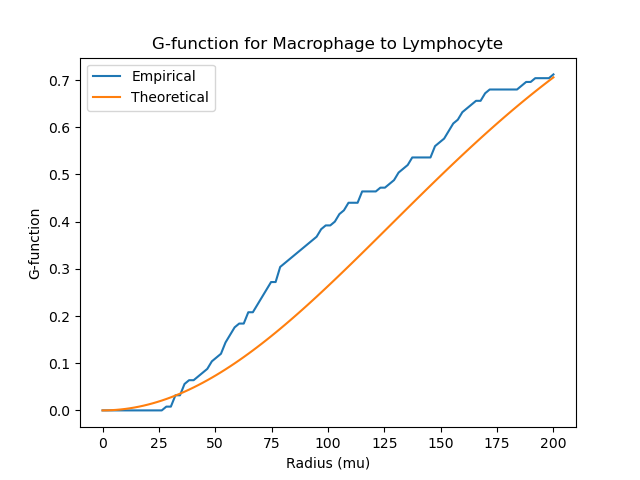 G-function for Macrophage to Lymphocyte
Empirical
Theoretical
0.7
0.6
0.5
0.4
0.3
0.2
0.1
0.0
G-function
0 25 50 75 100 125 150 175 200
Radius (mu)